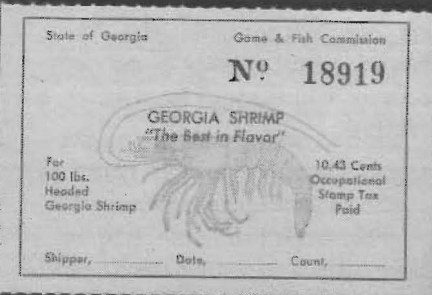 State of Georgia Game & Fish Commission
Nº 18919
GEORGIA SHRIMP
"The Best in Flavor"
For
100 lbs.
Headed
Georgia Shrimp
10.43 Cents
Occupational
Stamp Tax
Paid
Shipper, Date, Count,